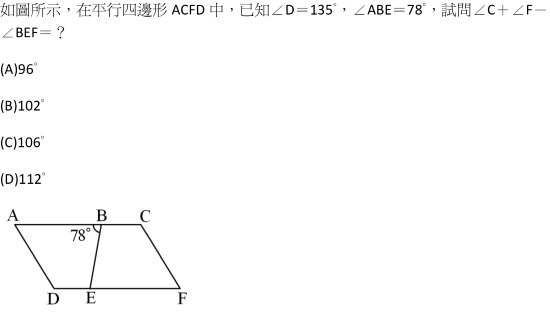 如圖所示，在平行四邊形 ACFD 中，已知∠D＝135°，∠ABE＝78°，試問∠C＋∠F－
∠BEF＝？
(A)96°
(B)102°
(C)106°
(D)112°
A B C
78°
D E F